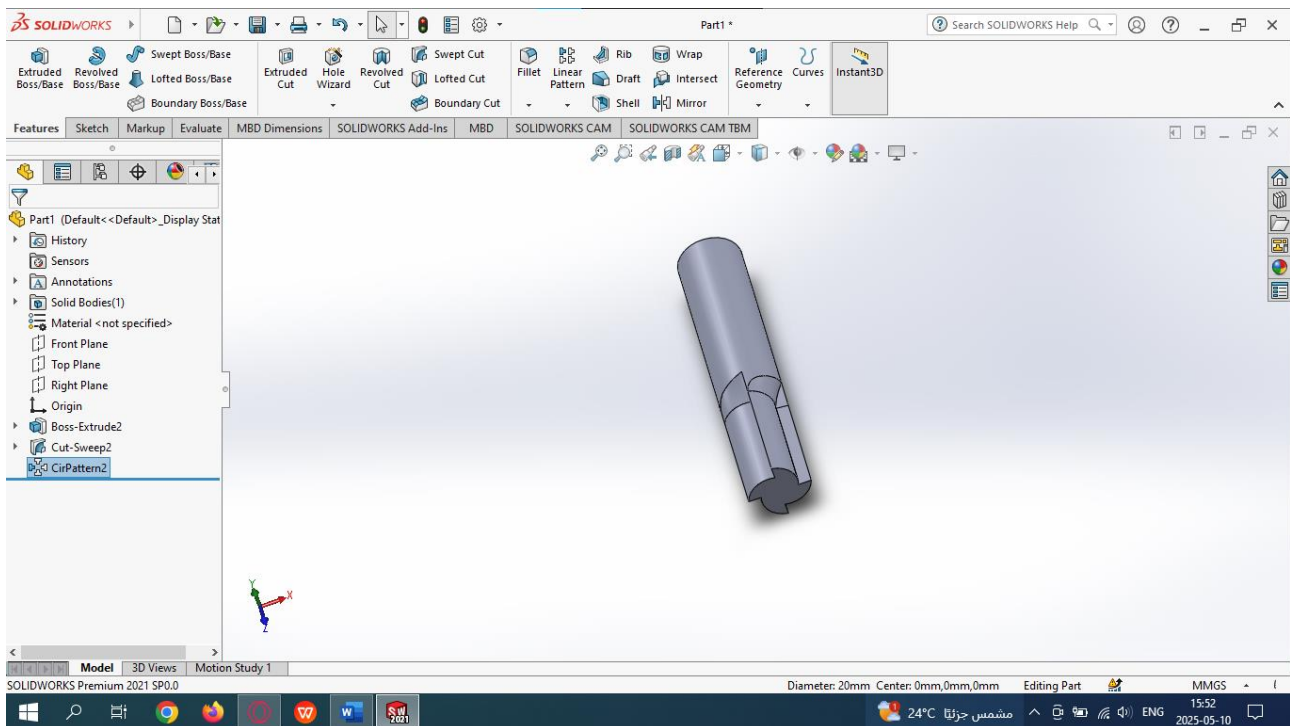 SOLIDWORKS
Part1 *
Search SOLIDWORKS Help
Extruded Boss/Base
Revolved Boss/Base
Swept Boss/Base
Lofted Boss/Base
Boundary Boss/Base
Extruded Cut
Hole Wizard
Revolved Cut
Swept Cut
Lofted Cut
Boundary Cut
Fillet
Linear Pattern
Rib
Draft
Shell
Wrap
Intersect
Mirror
Reference Geometry
Curves
Instant3D
Features Sketch Markup Evaluate MBD Dimensions SOLIDWORKS Add-Ins MBD SOLIDWORKS CAM SOLIDWORKS CAM TBM
Part1 (Default<<Default>_Display Stat
History
Sensors
Annotations
Solid Bodies(1)
Material <not specified>
Front Plane
Top Plane
Right Plane
Origin
Boss-Extrude2
Cut-Sweep2
CirPattern2
Y
X
Z
Model 3D Views Motion Study 1
SOLIDWORKS Premium 2021 SP0.0
Diameter: 20mm Center: 0mm,0mm,0mm Editing Part MMGS
W
SW
2021
24°C مشمس جزئيًا
ENG
15:52
2025-05-10